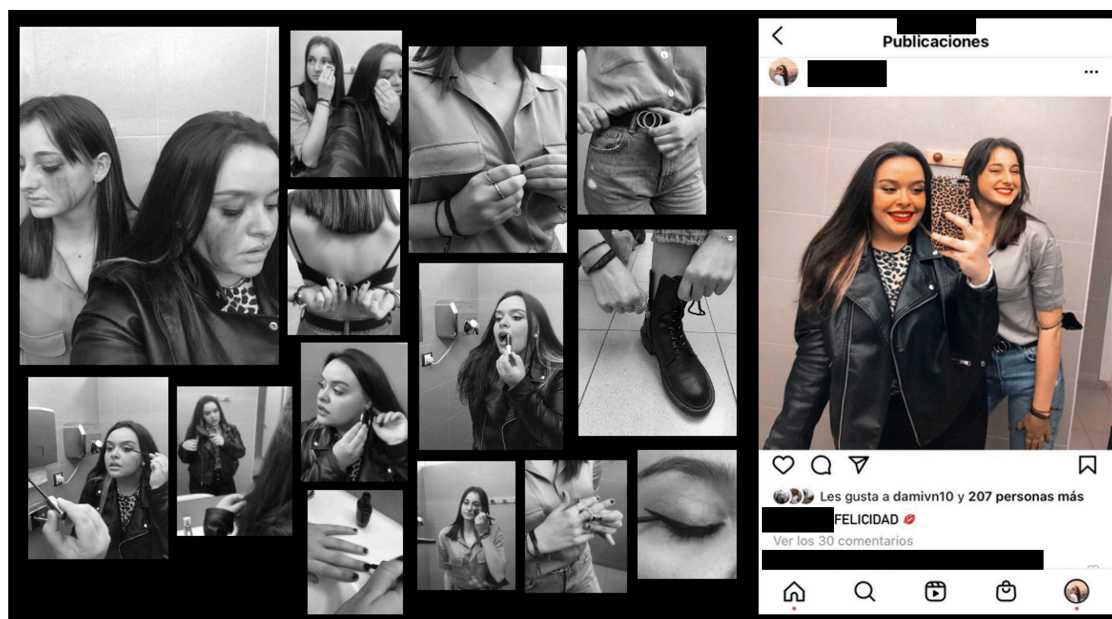 Publicaciones
Les gusta a damivn10 y 207 personas más
FELICIDAD 💋
Ver los 30 comentarios